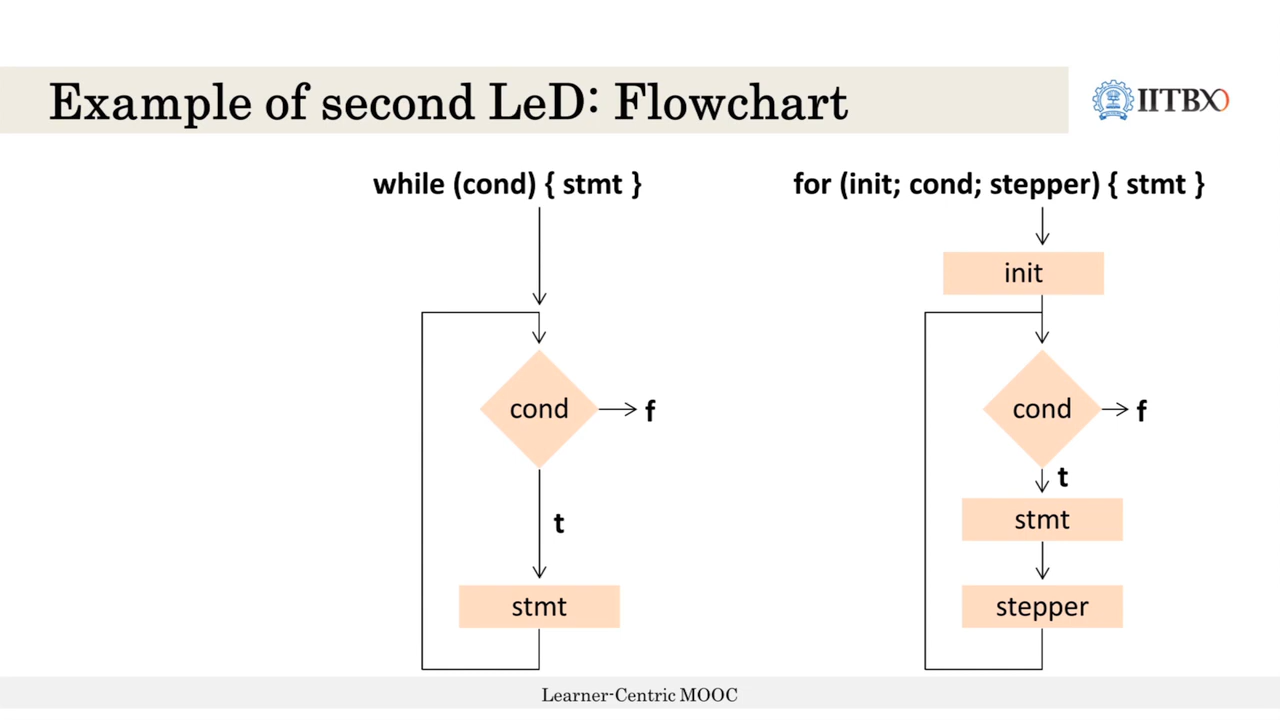 Example of second LeD: Flowchart
IITBX
while (cond) { stmt }
cond
f
t
stmt
for (init; cond; stepper) { stmt }
init
cond
f
t
stmt
stepper
Learner-Centric MOOC